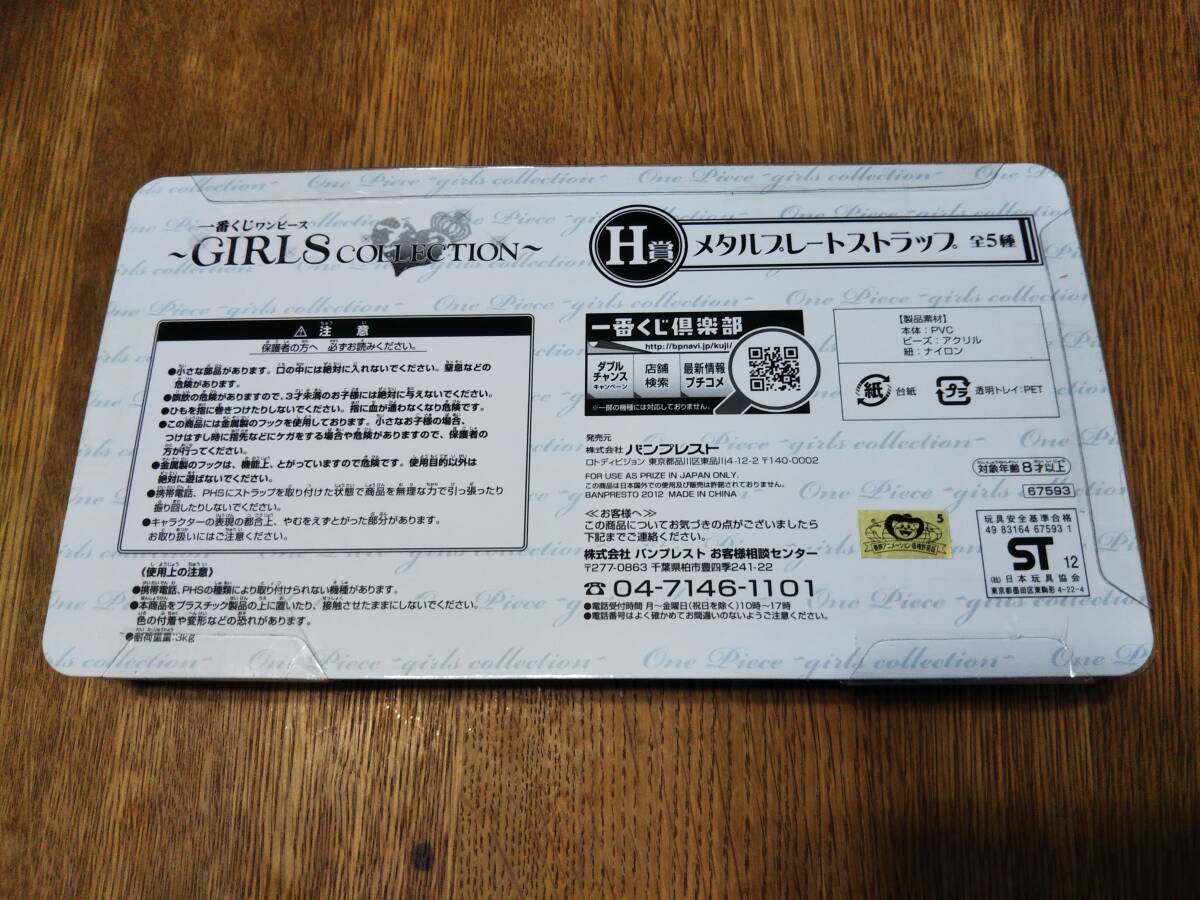 一番くじワンピース
~GIRLS COLLECTION~
H賞 メタルプレートストラップ 全5種
⚠注意
保護者の方へ 必ずお読みください。
●小さな部品があります。口の中には絶対に入れないでください。窒息などの
危険があります。
●誤飲の危険がありますので、3才未満のお子様には絶対に与えないでください。
●ひもを指に巻きつけたりしないでください。指に血が通わなくなり危険です。
●この商品には金属製のフックを使用しております。小さなお子様の場合、
つけはずし時に指先などにケガをする場合や危険がありますので、保護者の
方が行ってください。
●金属製のフックは、機能上、とがっていますので危険です。使用目的以外は
絶対に遊ばないでください。
●携帯電話、PHSにストラップを取り付けた状態で商品を無理な力で引っ張ったり
振り回したりしないでください。
●キャラクターの表現の都合上、やむをえずとがった部分があります。
お取り扱いにはご注意ください。
《使用上の注意》
●携帯電話、PHSの種類により取り付けられない機種があります。
●本商品をプラスチック製品の上に置いたり、接触させたままにしないでください。
色の付着や変形などの恐れがあります。
●耐荷重量:3kg
一番くじ倶楽部
http://bpnavi.jp/kuji/
ダブル
チャンス
キャンペーン
店舗
検索
最新情報
プチコメ
※一部の機種には対応しておりません。
【製品素材】
本体:PVC
ビーズ:アクリル
紐:ナイロン
紙 台紙
プラ 透明トレイ:PET
発売元
株式会社 バンプレスト
ロトディビジョン 東京都品川区東品川4-12-2 〒140-0002
FOR USE AS PRIZE IN JAPAN ONLY.
この商品は日本国外での使用及び販売は許諾されておりません。
BANPRESTO 2012 MADE IN CHINA
≪お客様へ≫
この商品についてお気づきの点がございましたら
下記までご連絡ください。
株式会社 バンプレスト お客様相談センター
〒277-0863 千葉県柏市豊四季241-22
☎04-7146-1101
●電話受付時間 月~金曜日(祝日を除く)10時~17時
●電話番号はよく確かめてお間違いのないようご注意ください。
対象年齢8才以上
67593
5
玩具安全基準合格
49 83164 67593 1
ST 12
(社)日本玩具協会
東京都墨田区東駒形4-22-4
One Piece ~girls collection~